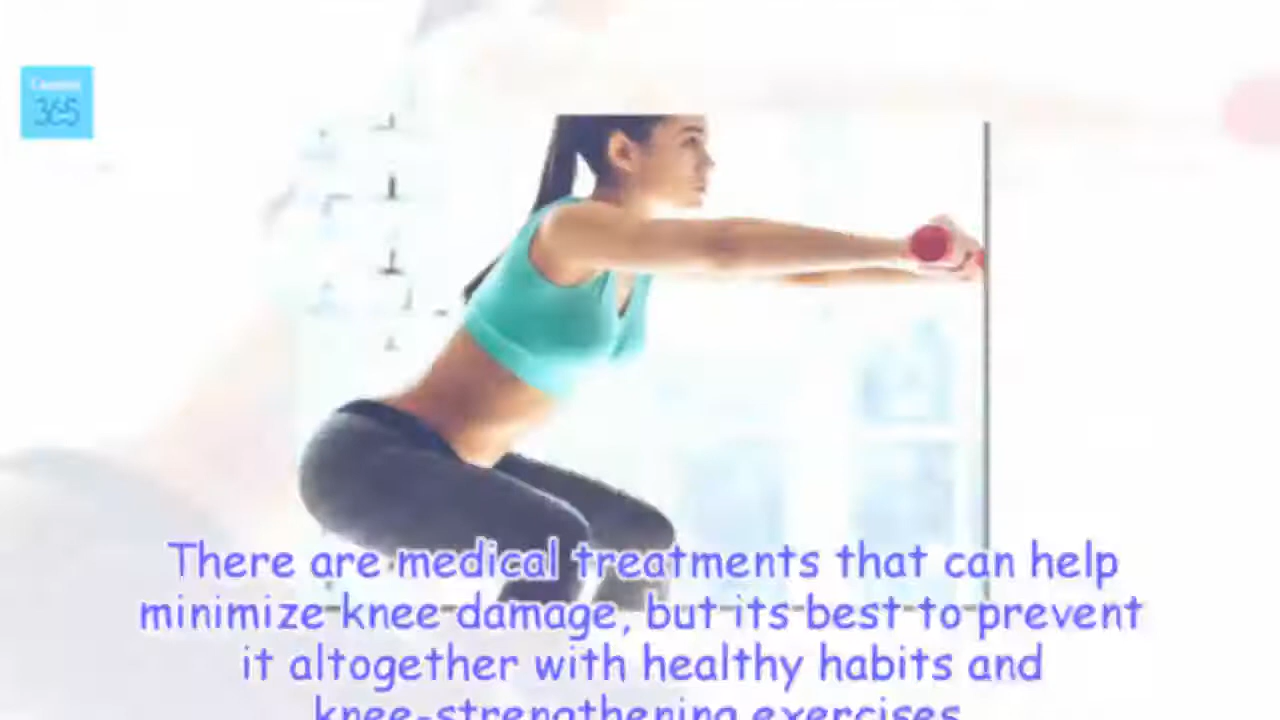 365
There are medical treatments that can help
minimize knee damage, but its best to prevent
it altogether with healthy habits and
knee-strengthening exercises